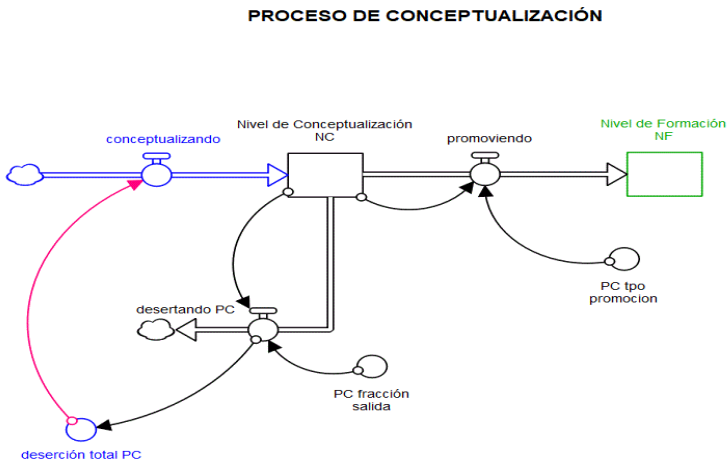 PROCESO DE CONCEPTUALIZACIÓN
conceptualizando
Nivel de Conceptualización
NC
promoviendo
Nivel de Formación
NF
PC tpo
promocion
desertando PC
PC fracción
salida
deserción total PC